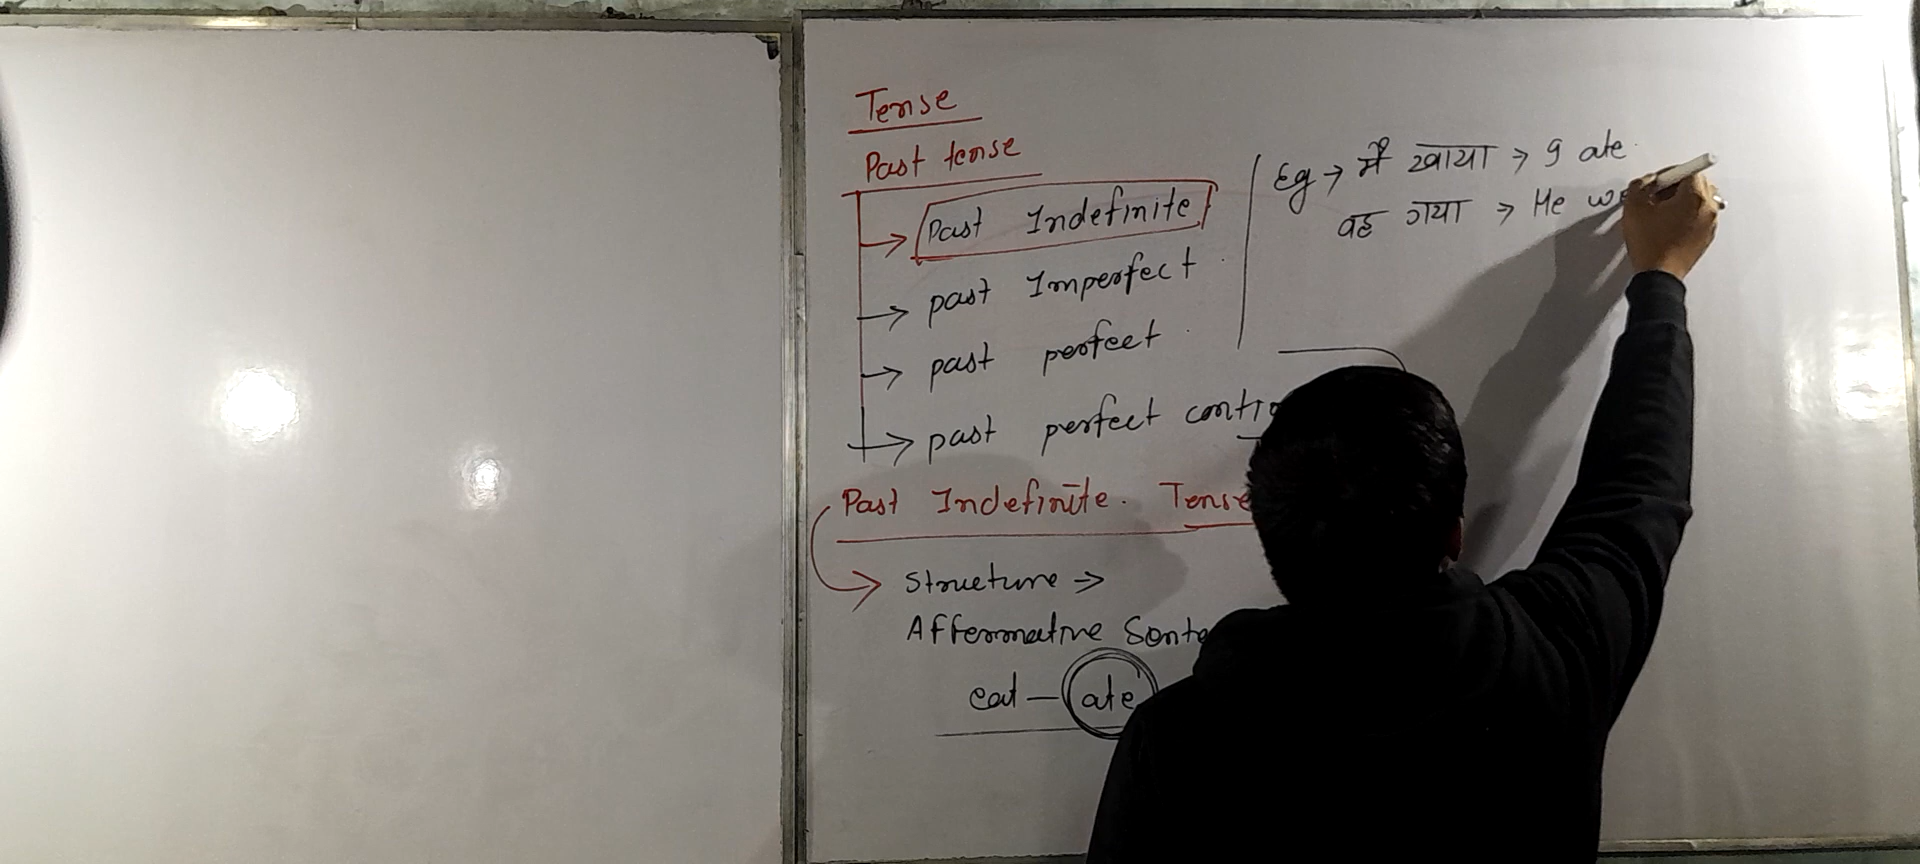 Tense
Past tense
Past Indefinite
past Imperfect
past perfect
past perfect
Eg → मैं खाया → I ate
वह गया → He
Past Indefinite. Tense
Structure →
Affermative
eat — ate